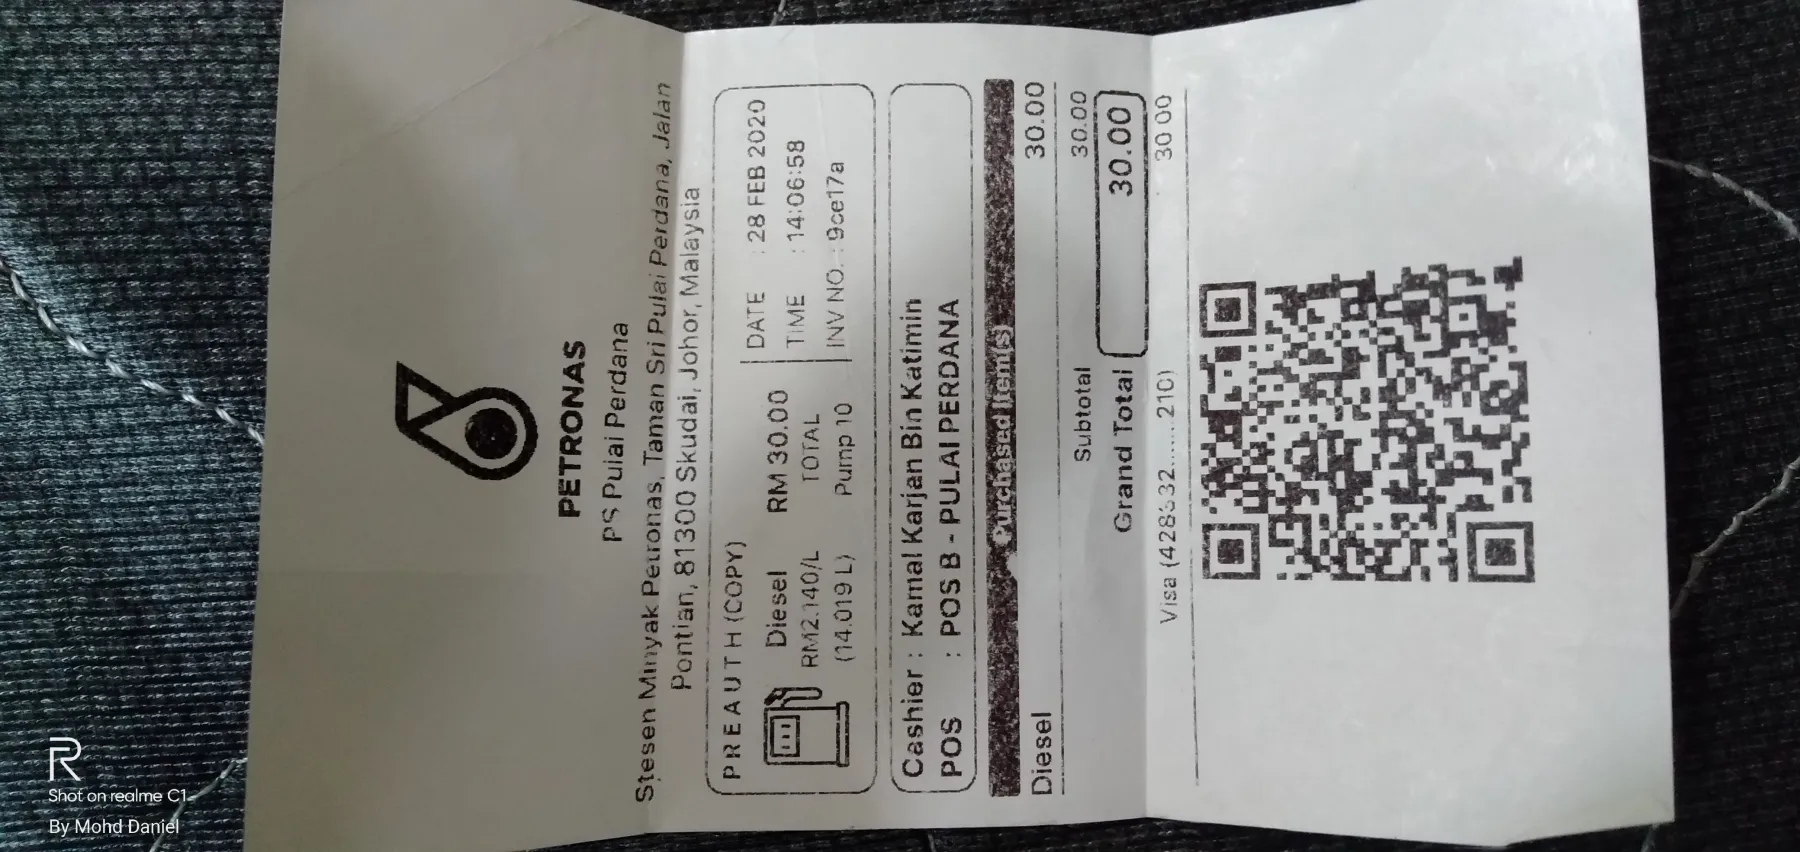 PETRONAS
PS Pulai Perdana
Stesen Minyak Petronas, Taman Sri Pulai Perdana, Jalan
Pontian, 81300 Skudai, Johor, Malaysia
PREAUTH (COPY)
Diesel RM 30.00
RM2.140/L TOTAL
(14.019 L) Pump 10
DATE : 28 FEB 2020
TIME : 14:06:58
INV NO. : 9ce17a
Cashier : Kamal Karjan Bin Katimin
POS : POS B - PULAI PERDANA
Purchased Item(s)
Diesel 30.00
Subtotal 30.00
Grand Total 30.00
Visa 30.00
Shot on realme C1
By Mohd Daniel